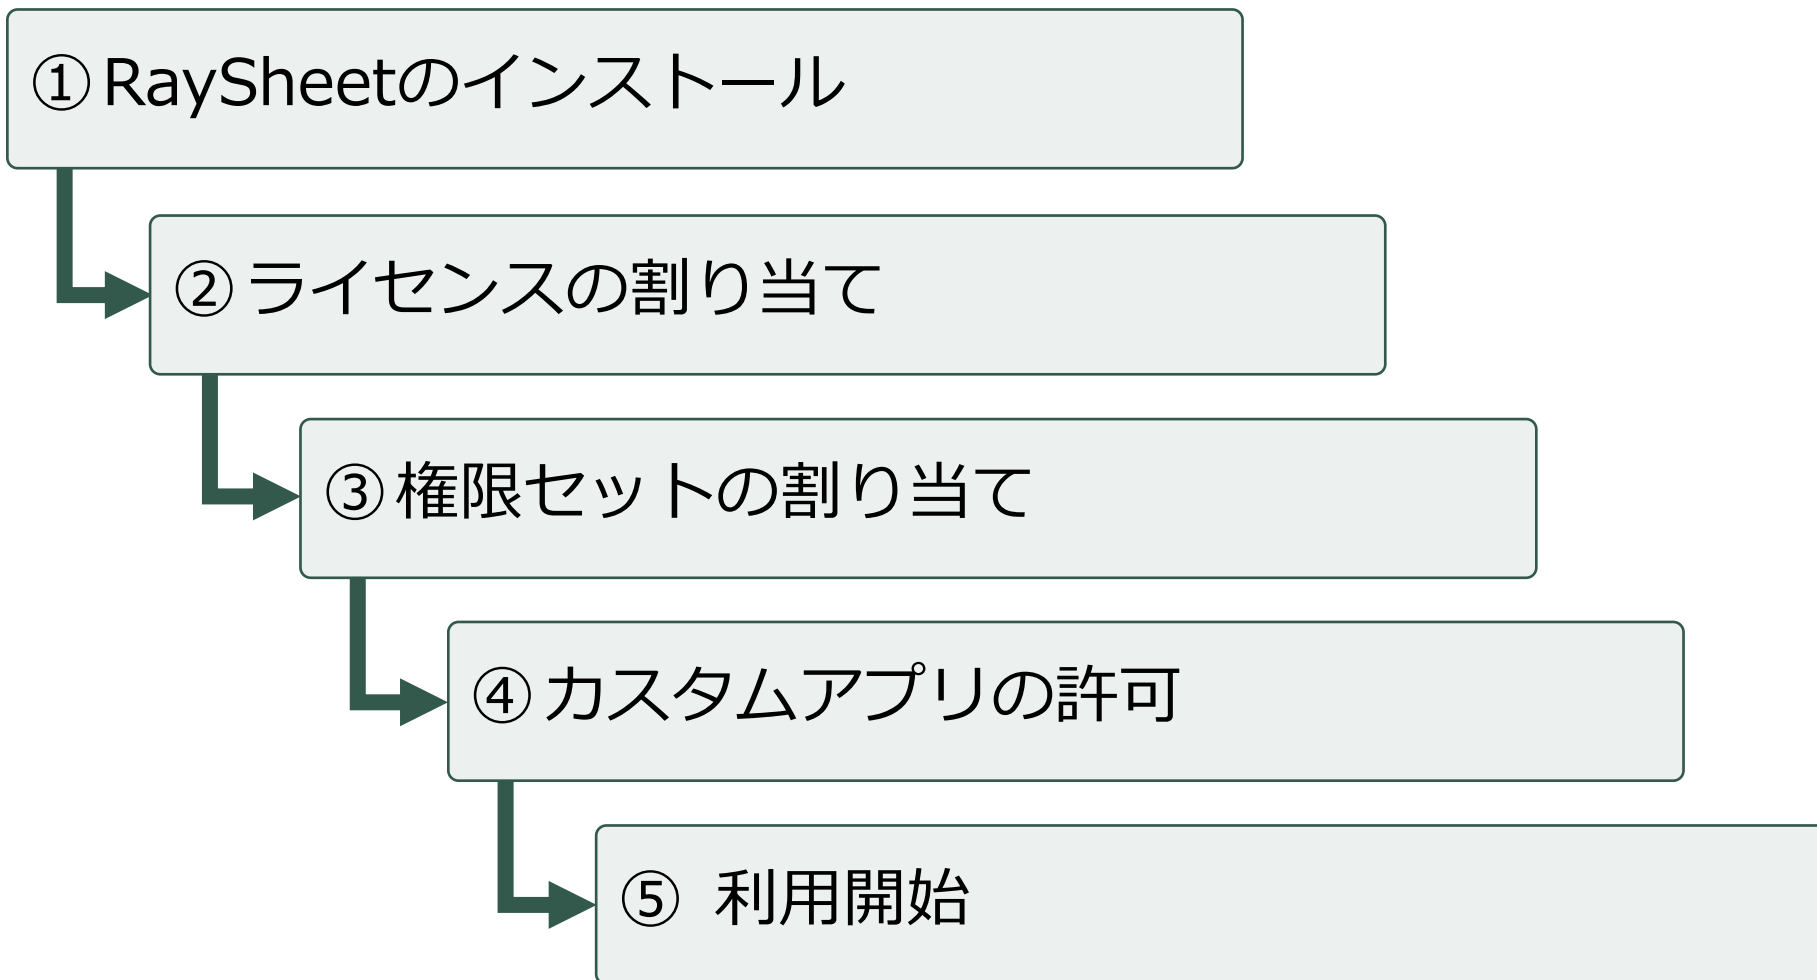 ①RaySheetのインストール
②ライセンスの割り当て
③権限セットの割り当て
④カスタムアプリの許可
⑤ 利用開始